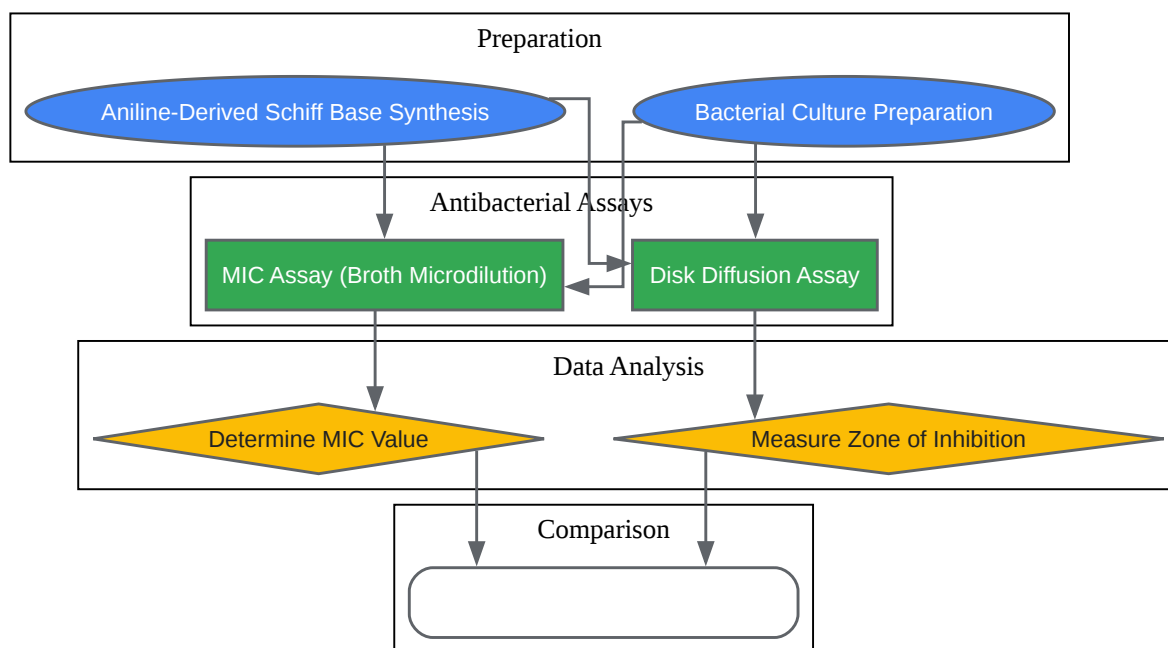 Preparation
Aniline-Derived Schiff Base Synthesis
Bacterial Culture Preparation
Antibacterial Assays
MIC Assay (Broth Microdilution)
Disk Diffusion Assay
Data Analysis
Determine MIC Value
Measure Zone of Inhibition
Comparison